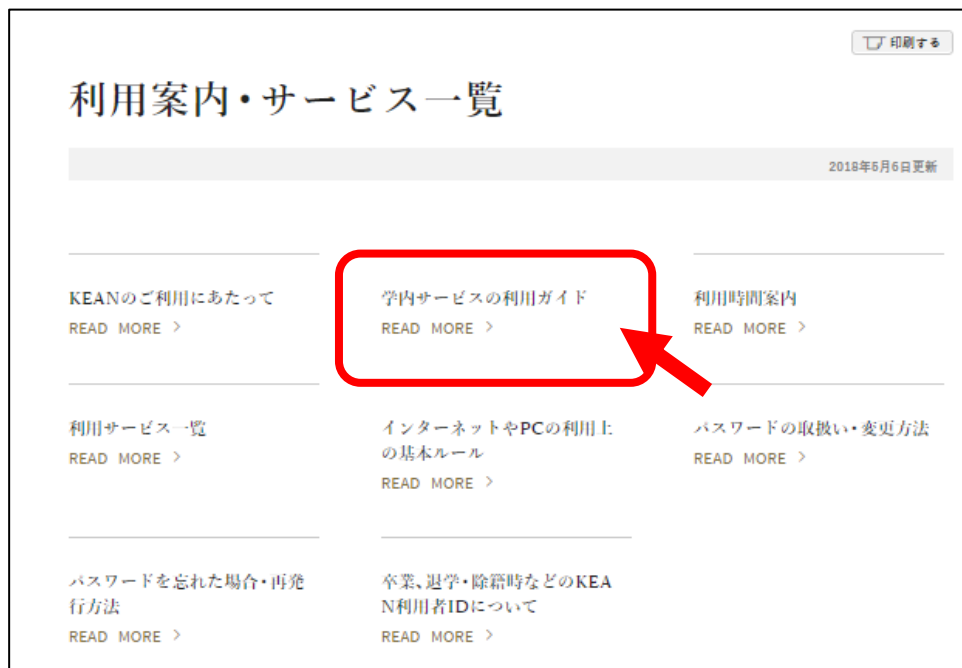 印刷する
利用案内・サービス一覧
2018年6月6日更新
KEANのご利用にあたって
READ MORE >
学内サービスの利用ガイド
READ MORE >
利用時間案内
READ MORE >
利用サービス一覧
READ MORE >
インターネットやPCの利用上
の基本ルール
READ MORE >
パスワードの取扱い・変更方法
READ MORE >
パスワードを忘れた場合・再発
行方法
READ MORE >
卒業、退学・除籍時などのKEA
N利用者IDについて
READ MORE >